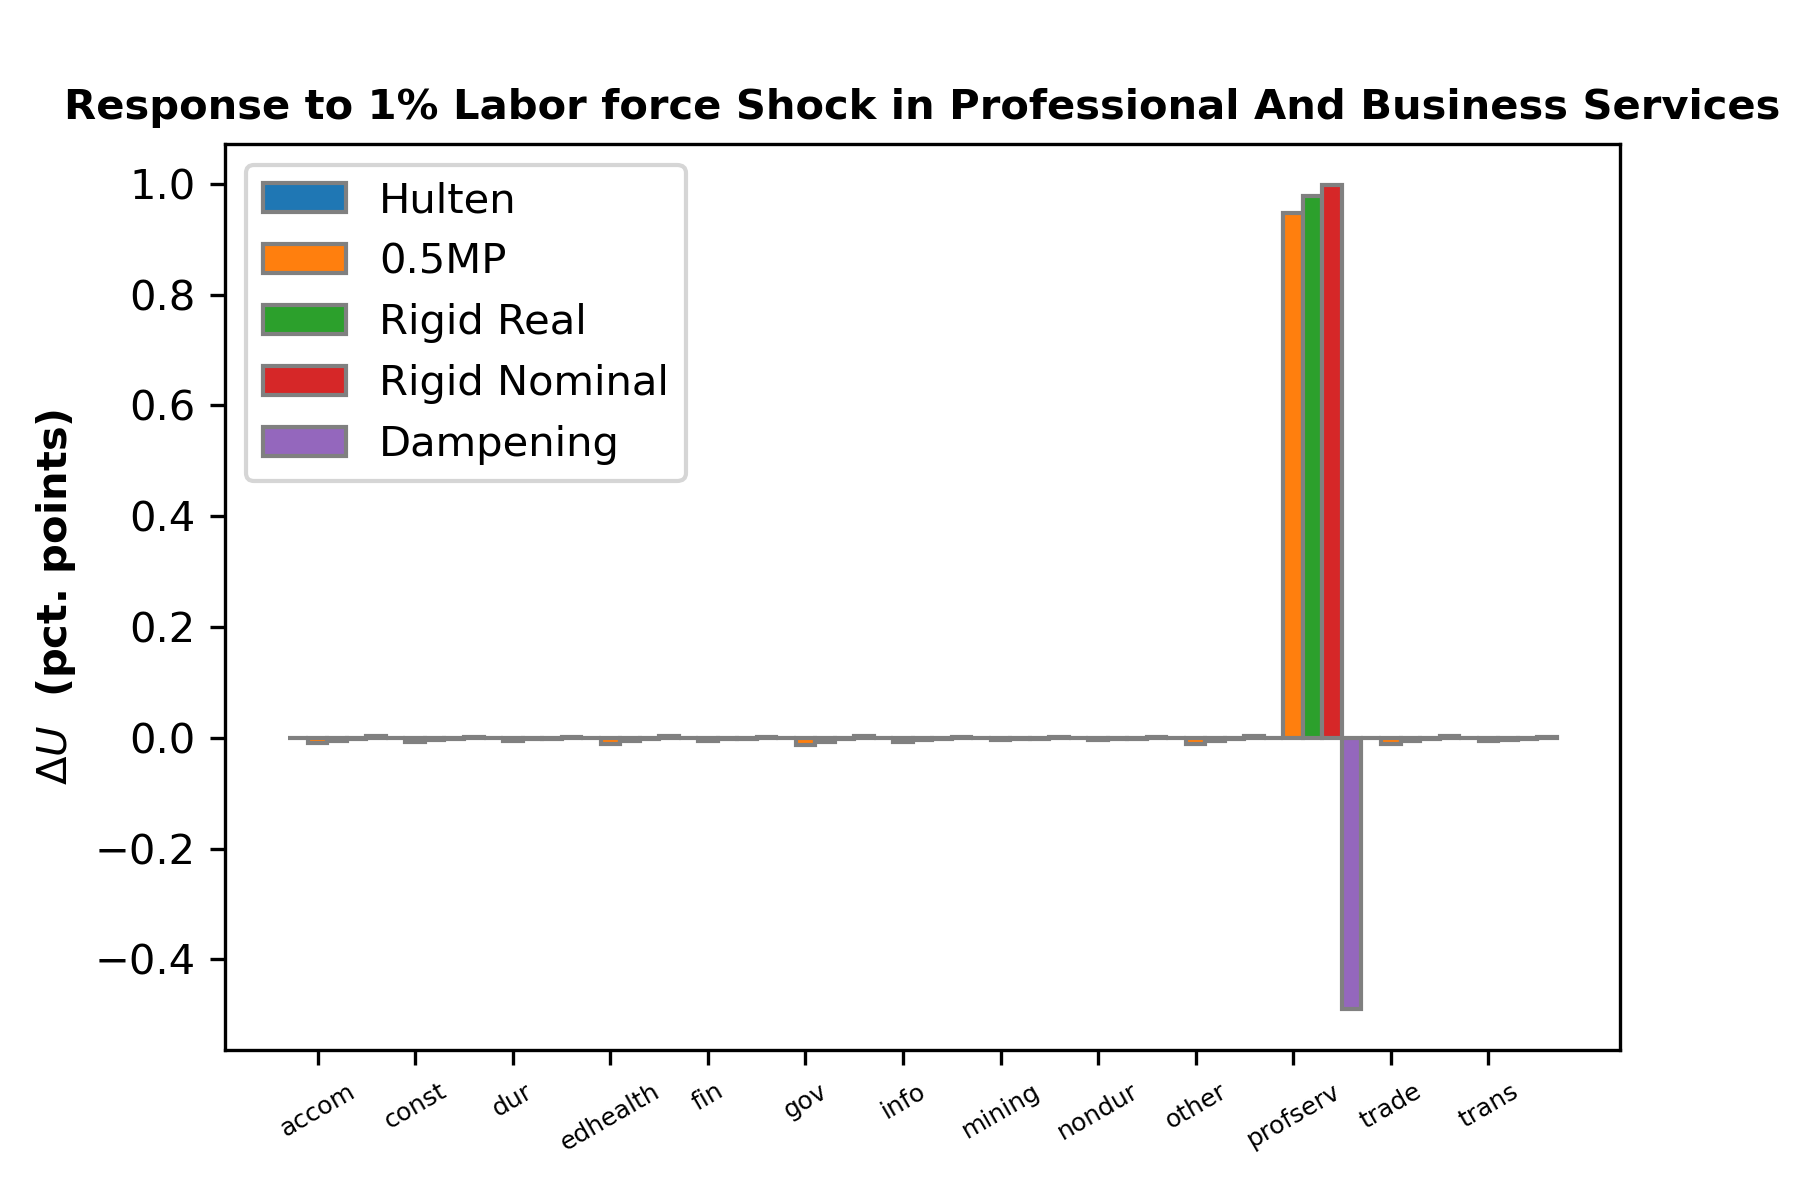 Response to 1% Labor force Shock in Professional And Business Services
1.0
0.8
0.6
0.4
0.2
0.0
−0.2
−0.4
ΔU (pct. points)
Hulten
0.5MP
Rigid Real
Rigid Nominal
Dampening
accom
const
dur
edhealth
fin
gov
info
mining
nondur
other
profserv
trade
trans